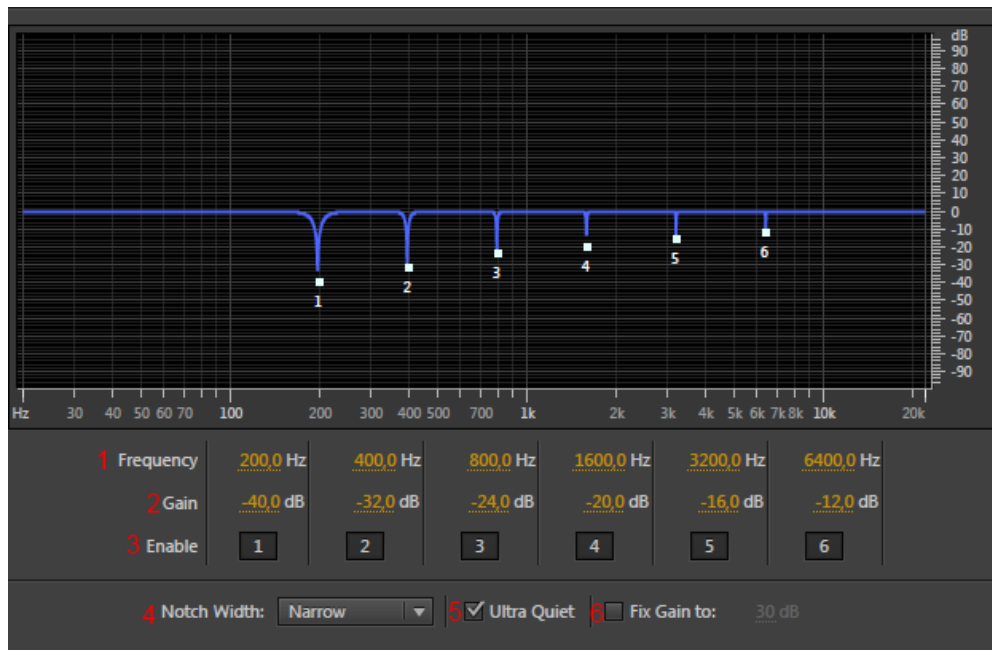 dB
90
80
70
60
50
40
30
20
10
0
-10
-20
-30
-40
-50
-60
-70
-80
-90
1 2 3 4 5 6
Hz 30 40 50 60 70 100 200 300 400 500 700 1k 2k 3k 4k 5k 6k 7k 8k 10k 20k
1 Frequency 200,0 Hz 400,0 Hz 800,0 Hz 1600,0 Hz 3200,0 Hz 6400,0 Hz
2 Gain -40,0 dB -32,0 dB -24,0 dB -20,0 dB -16,0 dB -12,0 dB
3 Enable 1 2 3 4 5 6
4 Notch Width: Narrow 5 Ultra Quiet 6 Fix Gain to: 30 dB